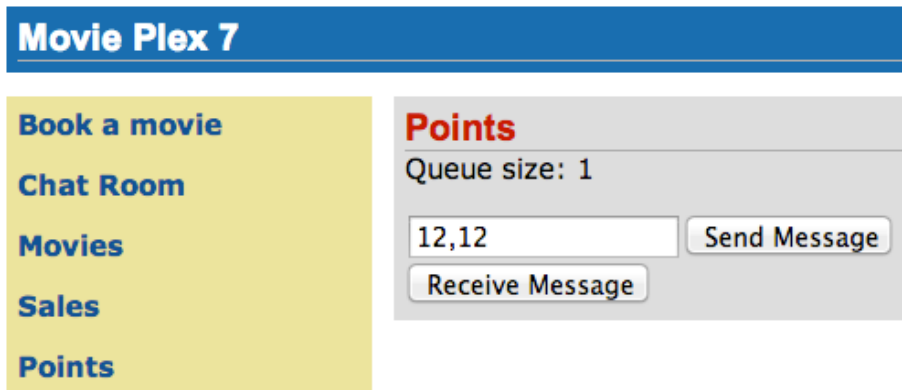 Movie Plex 7
Book a movie
Chat Room
Movies
Sales
Points
Points
Queue size: 1
12,12 Send Message
Receive Message